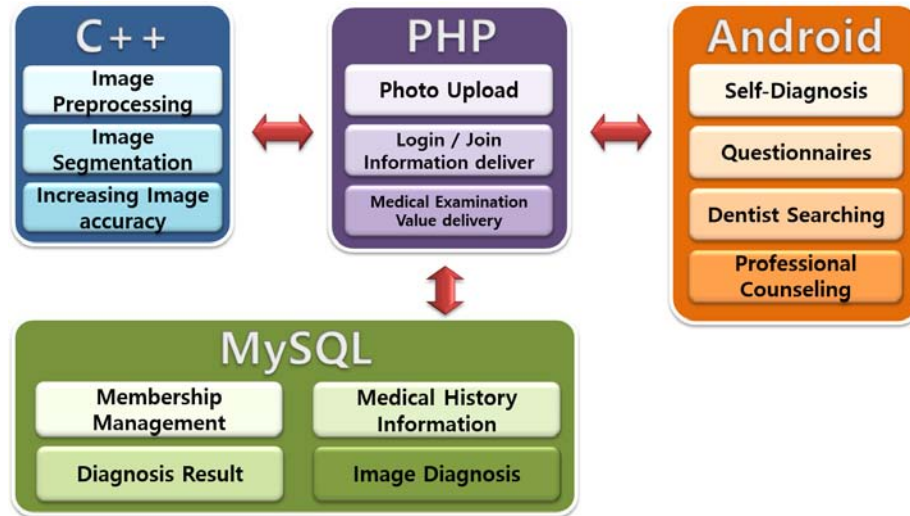 C++
Image
Preprocessing
Image
Segmentation
Increasing Image
accuracy
PHP
Photo Upload
Login / Join
Information deliver
Medical Examination
Value delivery
Android
Self-Diagnosis
Questionnaires
Dentist Searching
Professional
Counseling
MySQL
Membership
Management
Medical History
Information
Diagnosis Result
Image Diagnosis